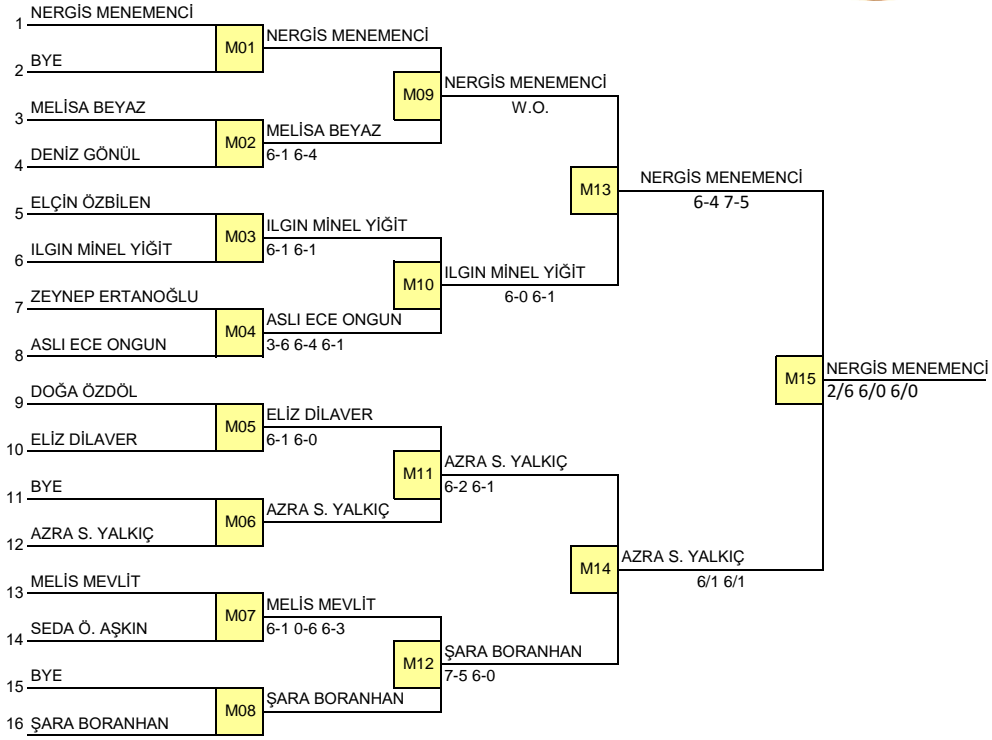 1 NERGİS MENEMENCİ
M01
NERGİS MENEMENCİ
2 BYE
M09
NERGİS MENEMENCİ
W.O.
3 MELİSA BEYAZ
M02
MELİSA BEYAZ
6-1 6-4
4 DENİZ GÖNÜL
M13
NERGİS MENEMENCİ
6-4 7-5
5 ELÇİN ÖZBİLEN
M03
ILGIN MİNEL YİĞİT
6-1 6-1
6 ILGIN MİNEL YİĞİT
M10
ILGIN MİNEL YİĞİT
6-0 6-1
7 ZEYNEP ERTANOĞLU
M04
ASLI ECE ONGUN
3-6 6-4 6-1
8 ASLI ECE ONGUN
M15
NERGİS MENEMENCİ
2/6 6/0 6/0
9 DOĞA ÖZDÖL
M05
ELİZ DİLAVER
6-1 6-0
10 ELİZ DİLAVER
M11
AZRA S. YALKIÇ
6-2 6-1
11 BYE
M06
AZRA S. YALKIÇ
12 AZRA S. YALKIÇ
M14
AZRA S. YALKIÇ
6/1 6/1
13 MELİS MEVLİT
M07
MELİS MEVLİT
6-1 0-6 6-3
14 SEDA Ö. AŞKIN
M12
ŞARA BORANHAN
7-5 6-0
15 BYE
M08
ŞARA BORANHAN
16 ŞARA BORANHAN